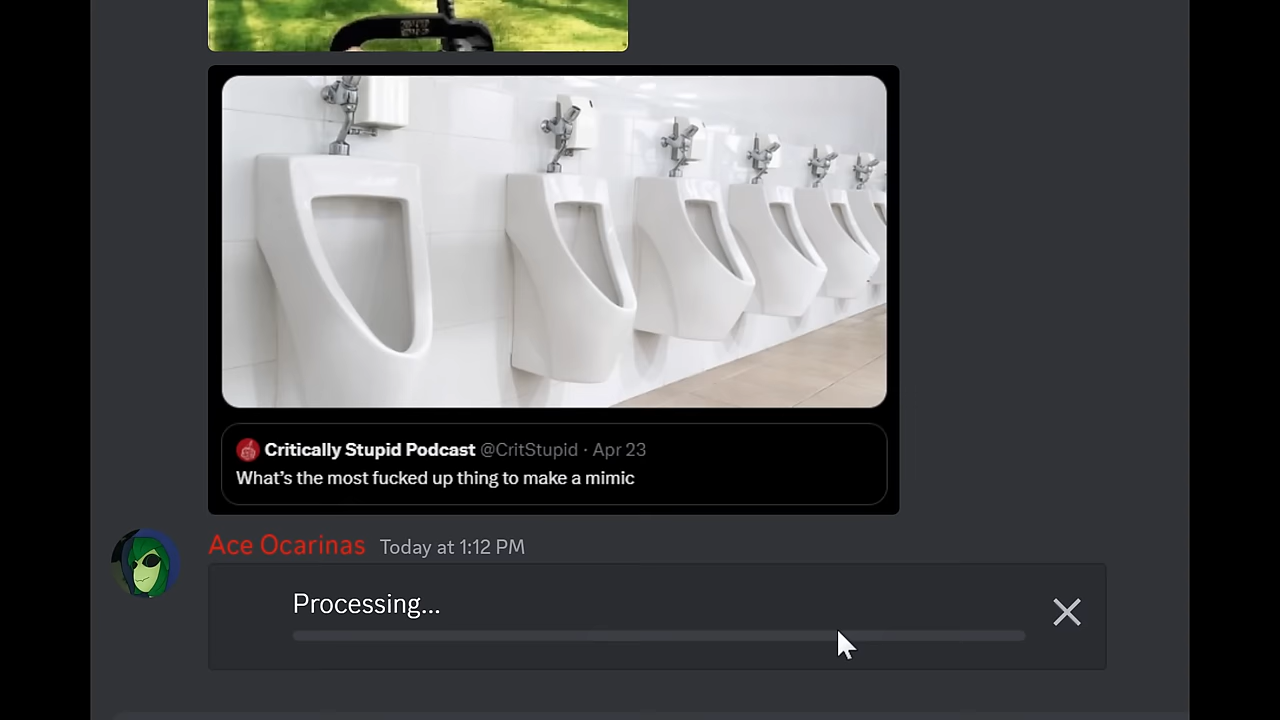 Critically Stupid Podcast @CritStupid · Apr 23
What's the most fucked up thing to make a mimic
Ace Ocarinas Today at 1:12 PM
Processing...